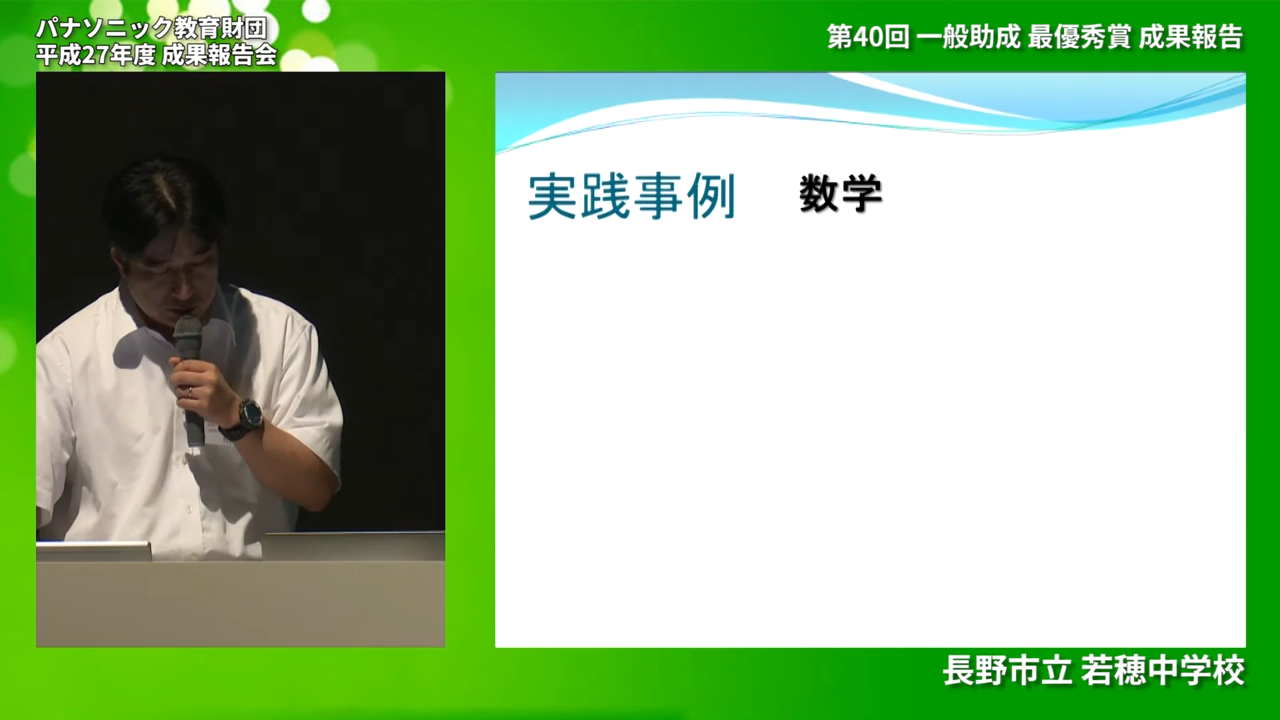 パナソニック教育財団
平成27年度 成果報告会
第40回 一般助成 最優秀賞 成果報告
実践事例 数学
長野市立 若穂中学校